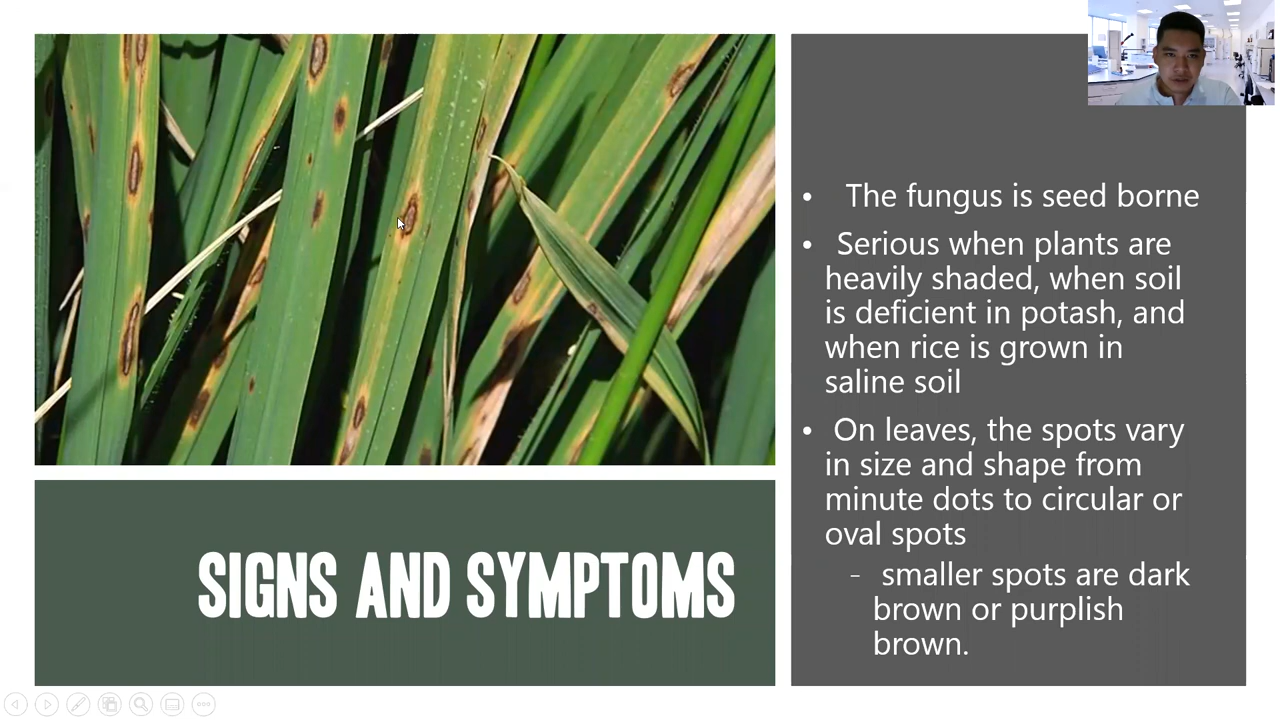 • The fungus is seed borne
• Serious when plants are
heavily shaded, when soil
is deficient in potash, and
when rice is grown in
saline soil
• On leaves, the spots vary
in size and shape from
minute dots to circular or
oval spots
- smaller spots are dark
brown or purplish
brown.
SIGNS AND SYMPTOMS